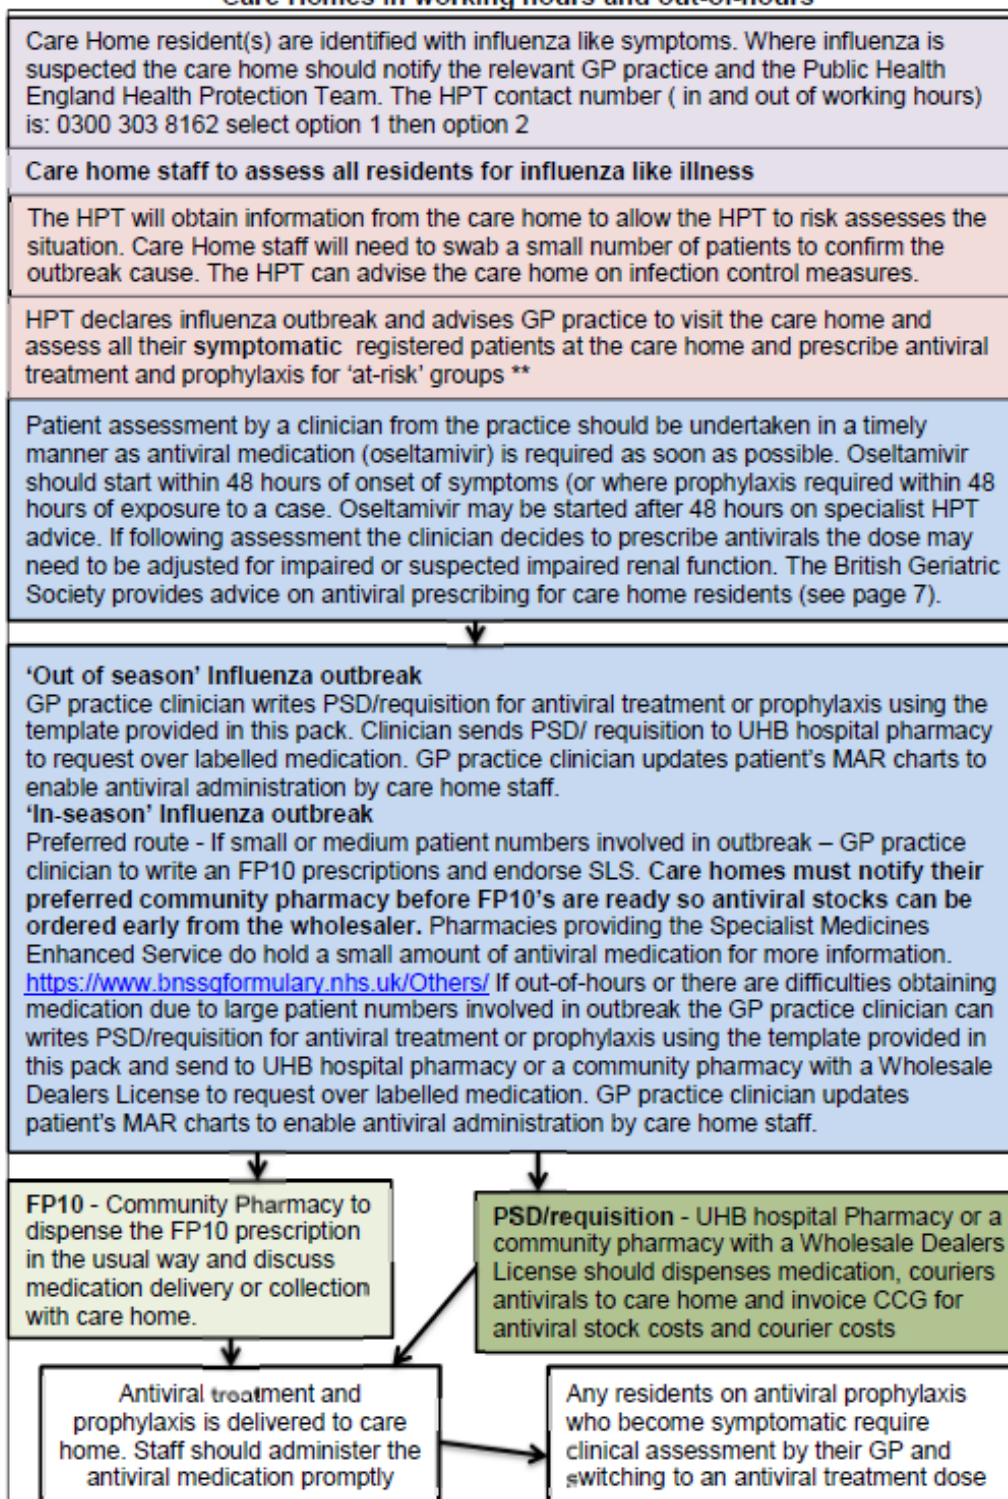 Care Homes in working hours and out-of-hours
Care Home resident(s) are identified with influenza like symptoms. Where influenza is
suspected the care home should notify the relevant GP practice and the Public Health
England Health Protection Team. The HPT contact number ( in and out of working hours)
is: 0300 303 8162 select option 1 then option 2
Care home staff to assess all residents for influenza like illness
The HPT will obtain information from the care home to allow the HPT to risk assesses the
situation. Care Home staff will need to swab a small number of patients to confirm the
outbreak cause. The HPT can advise the care home on infection control measures.
HPT declares influenza outbreak and advises GP practice to visit the care home and
assess all their symptomatic registered patients at the care home and prescribe antiviral
treatment and prophylaxis for ‘at-risk’ groups **
Patient assessment by a clinician from the practice should be undertaken in a timely
manner as antiviral medication (oseltamivir) is required as soon as possible. Oseltamivir
should start within 48 hours of onset of symptoms (or where prophylaxis required within 48
hours of exposure to a case. Oseltamivir may be started after 48 hours on specialist HPT
advice. If following assessment the clinician decides to prescribe antivirals the dose may
need to be adjusted for impaired or suspected impaired renal function. The British Geriatric
Society provides advice on antiviral prescribing for care home residents (see page 7).
‘Out of season’ Influenza outbreak
GP practice clinician writes PSD/requisition for antiviral treatment or prophylaxis using the
template provided in this pack. Clinician sends PSD/ requisition to UHB hospital pharmacy
to request over labelled medication. GP practice clinician updates patient’s MAR charts to
enable antiviral administration by care home staff.
‘In-season’ Influenza outbreak
Preferred route - If small or medium patient numbers involved in outbreak – GP practice
clinician to write an FP10 prescriptions and endorse SLS. Care homes must notify their
preferred community pharmacy before FP10’s are ready so antiviral stocks can be
ordered early from the wholesaler. Pharmacies providing the Specialist Medicines
Enhanced Service do hold a small amount of antiviral medication for more information.
https://www.bnssgformulary.nhs.uk/Others/ If out-of-hours or there are difficulties obtaining
medication due to large patient numbers involved in outbreak the GP practice clinician can
writes PSD/requisition for antiviral treatment or prophylaxis using the template provided in
this pack and send to UHB hospital pharmacy or a community pharmacy with a Wholesale
Dealers License to request over labelled medication. GP practice clinician updates
patient’s MAR charts to enable antiviral administration by care home staff.
FP10 - Community Pharmacy to
dispense the FP10 prescription
in the usual way and discuss
medication delivery or collection
with care home.
PSD/requisition - UHB hospital Pharmacy or a
community pharmacy with a Wholesale Dealers
License should dispenses medication, couriers
antivirals to care home and invoice CCG for
antiviral stock costs and courier costs
Antiviral treatment and
prophylaxis is delivered to care
home. Staff should administer the
antiviral medication promptly
Any residents on antiviral prophylaxis
who become symptomatic require
clinical assessment by their GP and
switching to an antiviral treatment dose